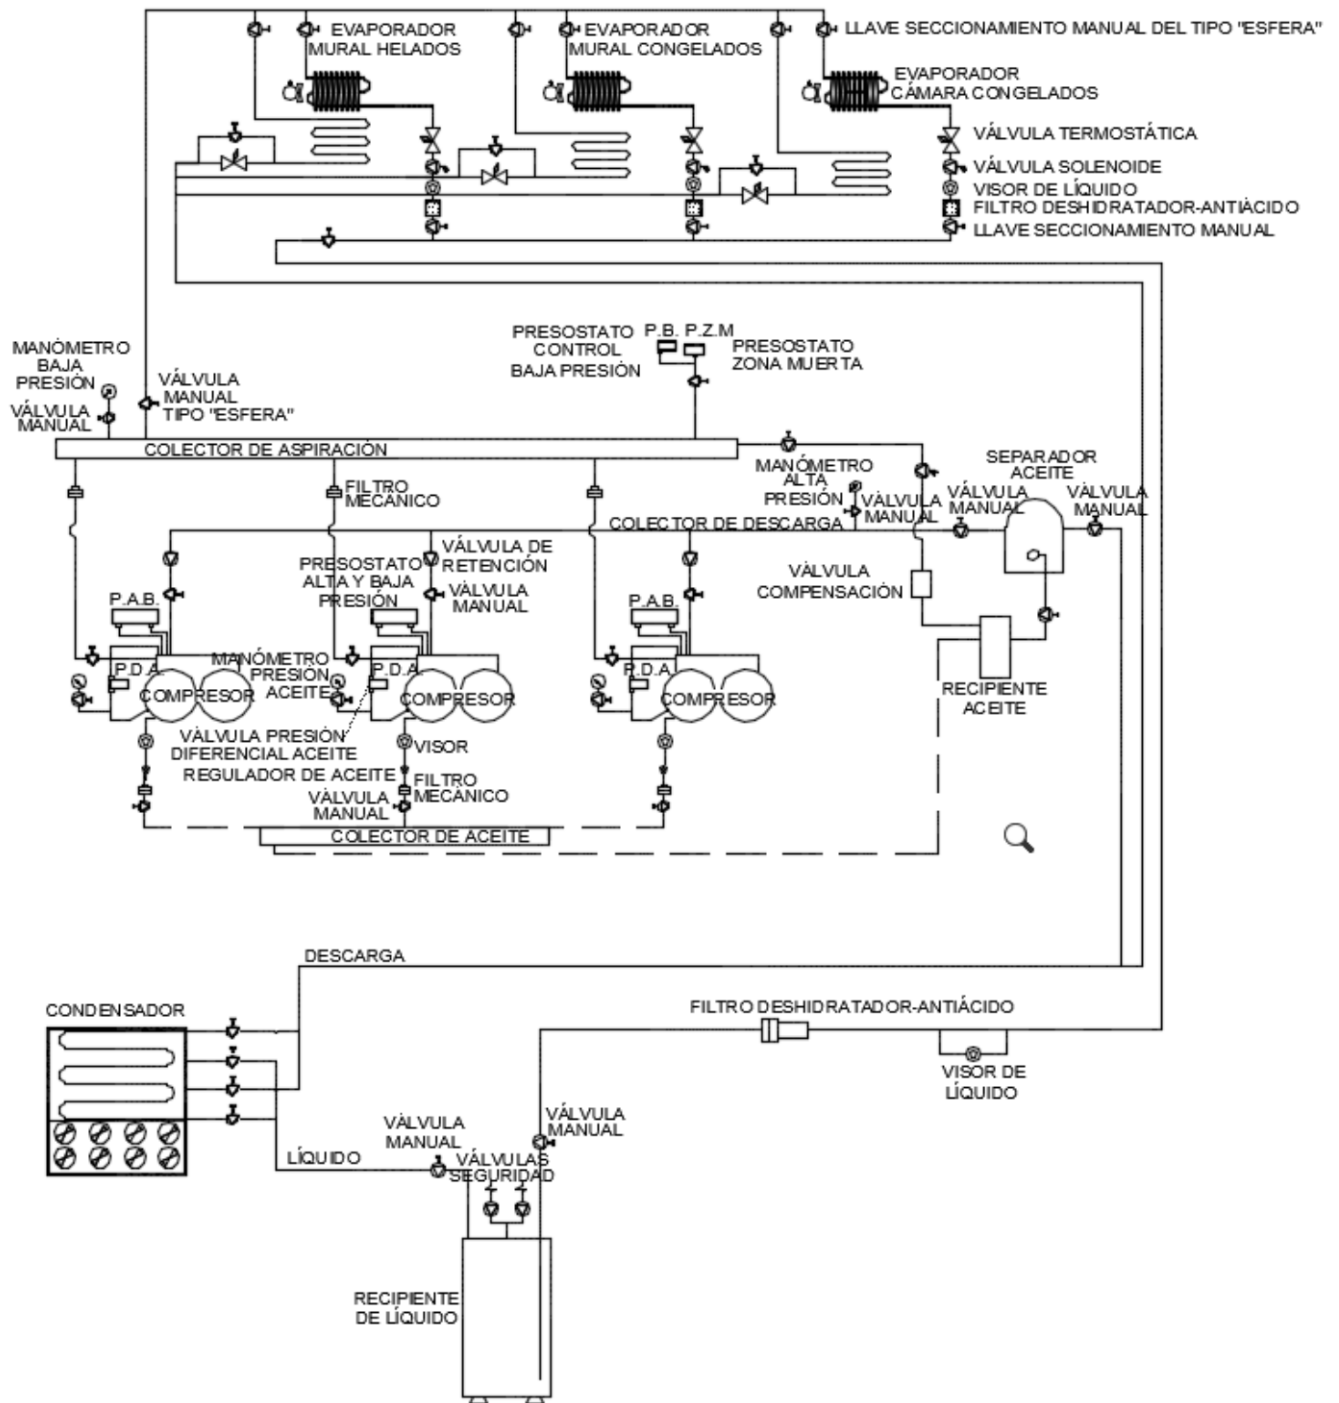 EVAPORADOR
MURAL HELADOS
EVAPORADOR
MURAL CONGELADOS
LLAVE SECCIONAMIENTO MANUAL DEL TIPO "ESFERA"
EVAPORADOR
CÁMARA CONGELADOS
VÁLVULA TERMOSTÁTICA
VÁLVULA SOLENOIDE
VISOR DE LÍQUIDO
FILTRO DESHIDRATADOR-ANTIÁCIDO
LLAVE SECCIONAMIENTO MANUAL
MANÓMETRO
BAJA
PRESIÓN
VÁLVULA
MANUAL
VÁLVULA
MANUAL
TIPO "ESFERA"
PRESOSTATO
CONTROL
BAJA PRESIÓN
P.B.
P.Z.M
PRESOSTATO
ZONA MUERTA
COLECTOR DE ASPIRACIÓN
FILTRO
MECÁNICO
MANÓMETRO
ALTA
PRESIÓN
VÁLVULA
MANUAL
SEPARADOR
ACEITE
VÁLVULA
MANUAL
VÁLVULA
MANUAL
COLECTOR DE DESCARGA
PRESOSTATO
ALTA Y BAJA
PRESIÓN
VÁLVULA DE
RETENCIÓN
VÁLVULA
MANUAL
VÁLVULA
COMPENSACIÓN
P.A.B.
P.A.B.
P.D.A.
MANÓMETRO
PRESIÓN
ACEITE
P.D.A.
P.D.A.
COMPRESOR
COMPRESOR
COMPRESOR
RECIPIENTE
ACEITE
VÁLVULA PRESIÓN
DIFERENCIAL ACEITE
VISOR
REGULADOR DE ACEITE
FILTRO
MECÁNICO
VÁLVULA
MANUAL
COLECTOR DE ACEITE
DESCARGA
CONDENSADOR
FILTRO DESHIDRATADOR-ANTIÁCIDO
VISOR DE
LÍQUIDO
VÁLVULA
MANUAL
VÁLVULA
MANUAL
LÍQUIDO
VÁLVULAS
SEGURIDAD
RECIPIENTE
DE LÍQUIDO